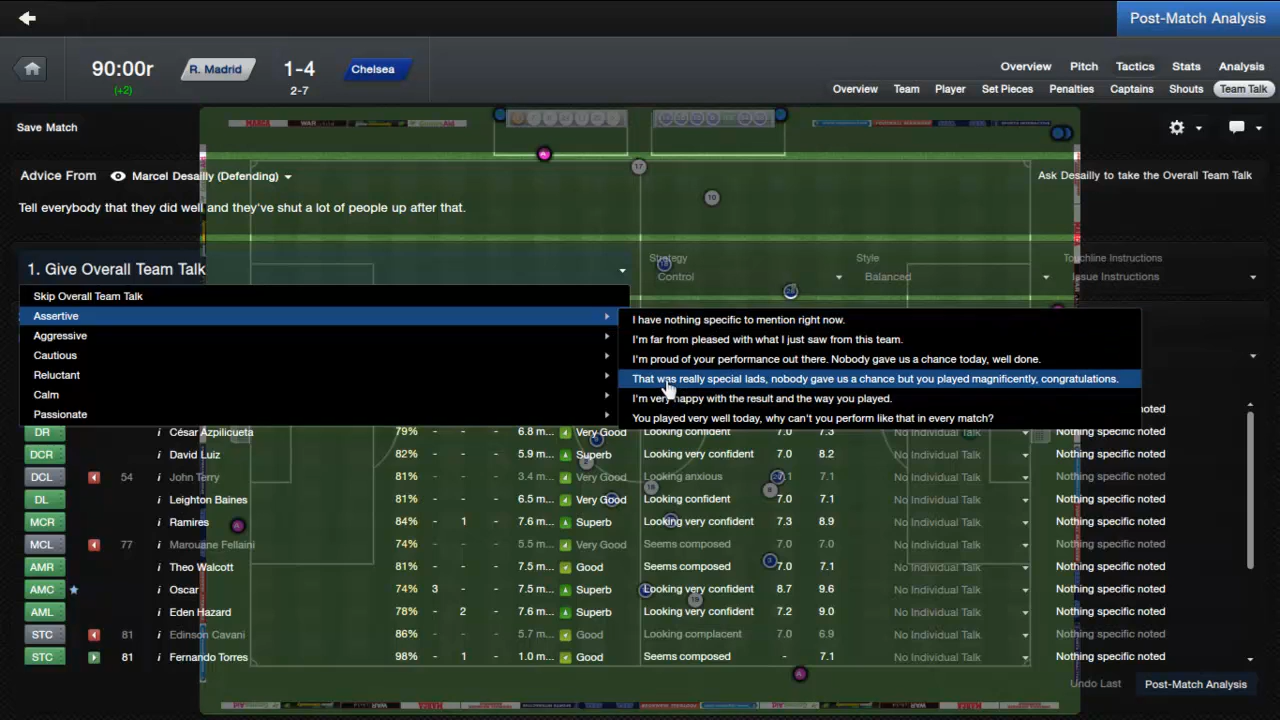 Post-Match Analysis
90:00r R. Madrid 1-4 Chelsea Overview Pitch Tactics Stats Analysis
(+2) 2-7 Overview Team Player Set Pieces Penalties Captains Shouts Team Talk
Save Match
Advice From Marcel Desailly (Defending) Ask Desailly to take the Overall Team Talk
Tell everybody that they did well and they've shut a lot of people up after that.
1. Give Overall Team Talk
Strategy Style Touchline Instructions
Control Balanced Issue Instructions
Skip Overall Team Talk
Assertive
Aggressive
Cautious
Reluctant
Calm
Passionate
I have nothing specific to mention right now.
I'm far from pleased with what I just saw from this team.
I'm proud of your performance out there. Nobody gave us a chance today, well done.
That was really special lads, nobody gave us a chance but you played magnificently, congratulations.
I'm very happy with the result and the way you played.
You played very well today, why can't you perform like that in every match?
Nothing specific noted
DR i César Azpilicueta 79% - - - 6.8 m... Very Good Looking confident 7.0 7.3 No Individual Talk Nothing specific noted
DCR i David Luiz 82% - - - 5.9 m... Superb Looking very confident 7.0 8.2 No Individual Talk Nothing specific noted
DCL 54 i John Terry 81% - - - 3.4 m... Very Good Looking anxious 7.1 7.1 No Individual Talk Nothing specific noted
DL i Leighton Baines 81% - - - 6.5 m... Very Good Looking confident 7.0 7.1 No Individual Talk Nothing specific noted
MCR i Ramires 84% - 1 - 7.6 m... Superb Looking very confident 7.3 8.9 No Individual Talk Nothing specific noted
MCL 77 i Marouane Fellaini 74% - - - 5.5 m... Very Good Seems composed 7.0 7.0 No Individual Talk Nothing specific noted
AMR i Theo Walcott 81% - - - 7.5 m... Good Seems composed 7.0 7.1 No Individual Talk Nothing specific noted
AMC i Oscar 74% 3 - - 7.5 m... Superb Looking very confident 8.7 9.6 No Individual Talk Nothing specific noted
AML i Eden Hazard 78% - 2 - 7.6 m... Superb Looking very confident 7.2 9.0 No Individual Talk Nothing specific noted
STC 81 i Edinson Cavani 86% - - - 5.7 m... Good Looking complacent 7.0 6.9 No Individual Talk Nothing specific noted
STC 81 i Fernando Torres 98% - 1 - 1.0 m... Good Seems composed - 7.1 No Individual Talk Nothing specific noted
Undo Last Post-Match Analysis